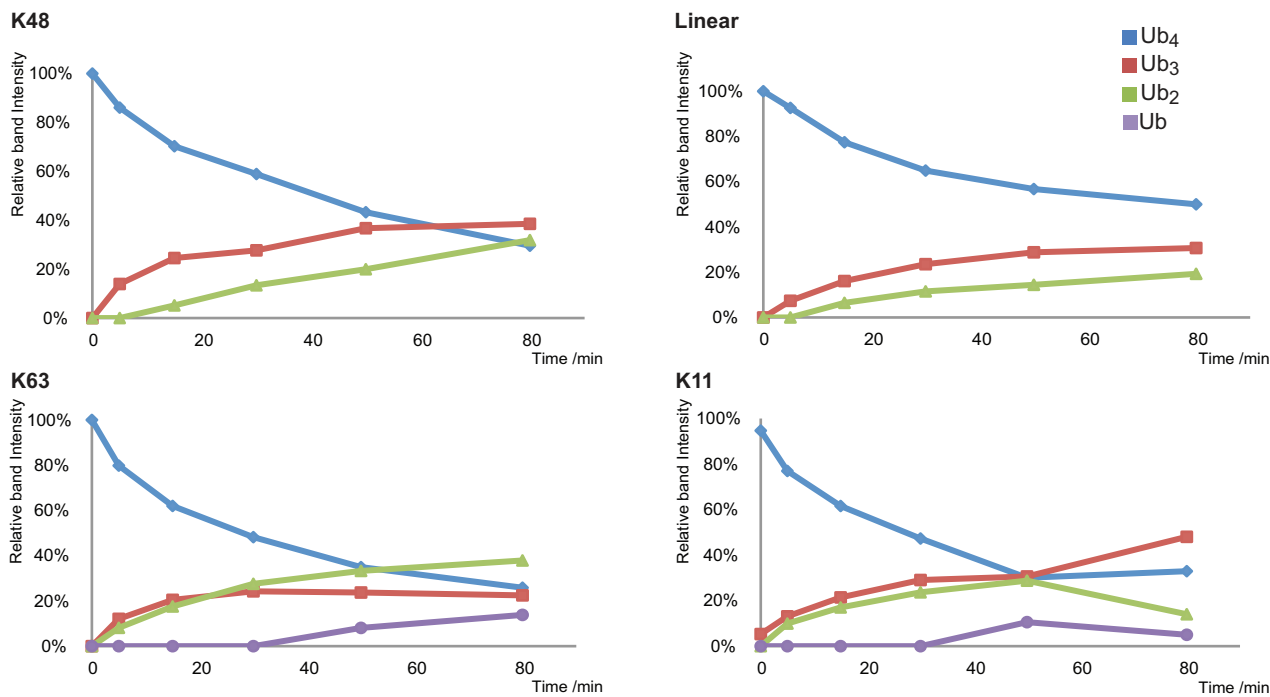 K48
Relative band Intensity
100%
80%
60%
40%
20%
0%
0 20 40 60 80
Time /min
Linear
Relative band Intensity
100%
80%
60%
40%
20%
0%
0 20 40 60 80
Time /min
Ub4
Ub3
Ub2
Ub
K63
Relative band Intensity
100%
80%
60%
40%
20%
0%
0 20 40 60 80
Time /min
K11
Relative band Intensity
100%
80%
60%
40%
20%
0%
0 20 40 60 80
Time /min